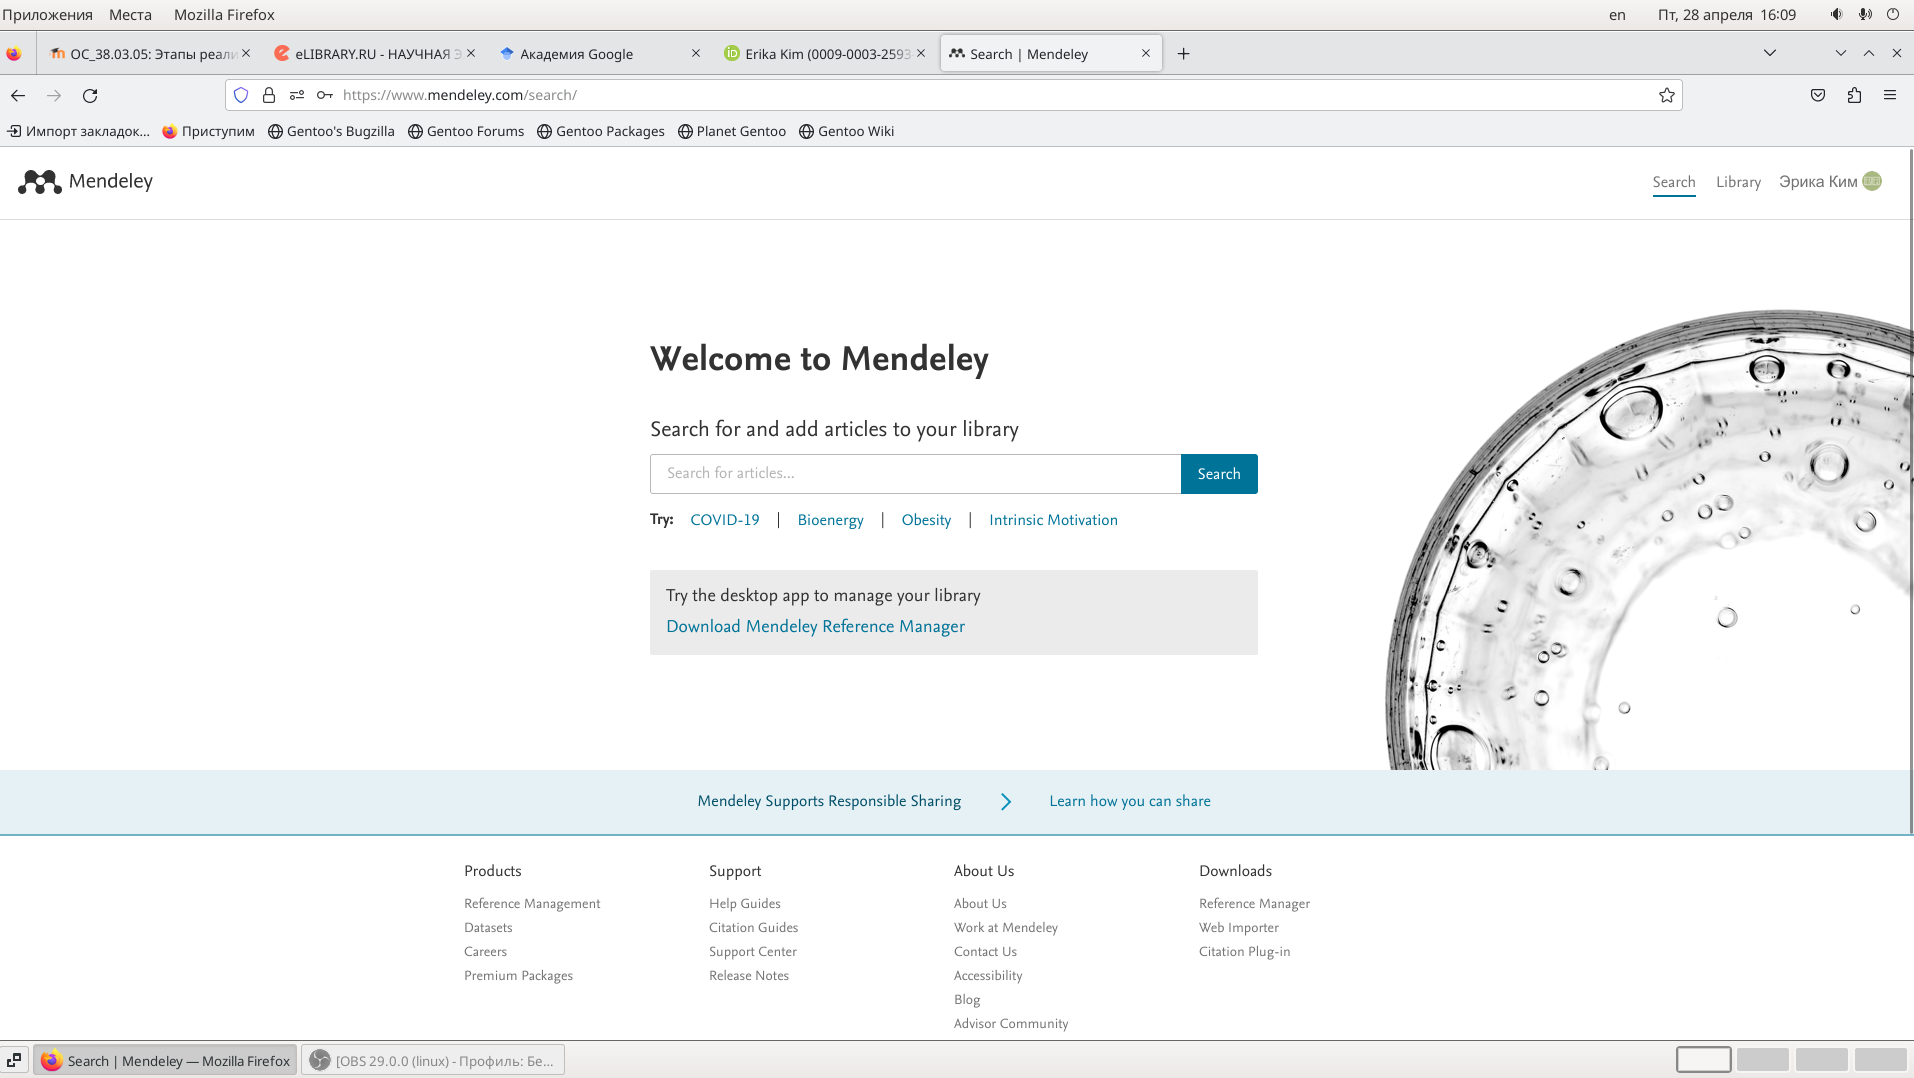 Приложения Места Mozilla Firefox en Пт, 28 апреля 16:09
ОС_38.03.05: Этапы реали eLIBRARY.RU - НАУЧНАЯ Э Академия Google Erika Kim (0009-0003-2593 Search | Mendeley
https://www.mendeley.com/search/
Импорт закладок... Приступим Gentoo's Bugzilla Gentoo Forums Gentoo Packages Planet Gentoo Gentoo Wiki
Mendeley Search Library Эрика Ким
Welcome to Mendeley
Search for and add articles to your library
Search for articles... Search
Try: COVID-19 | Bioenergy | Obesity | Intrinsic Motivation
Try the desktop app to manage your library
Download Mendeley Reference Manager
Mendeley Supports Responsible Sharing Learn how you can share
Products Support About Us Downloads
Reference Management Help Guides About Us Reference Manager
Datasets Citation Guides Work at Mendeley Web Importer
Careers Support Center Contact Us Citation Plug-in
Premium Packages Release Notes Accessibility
Blog
Advisor Community
Search | Mendeley — Mozilla Firefox [OBS 29.0.0 (linux) - Профиль: Бе...